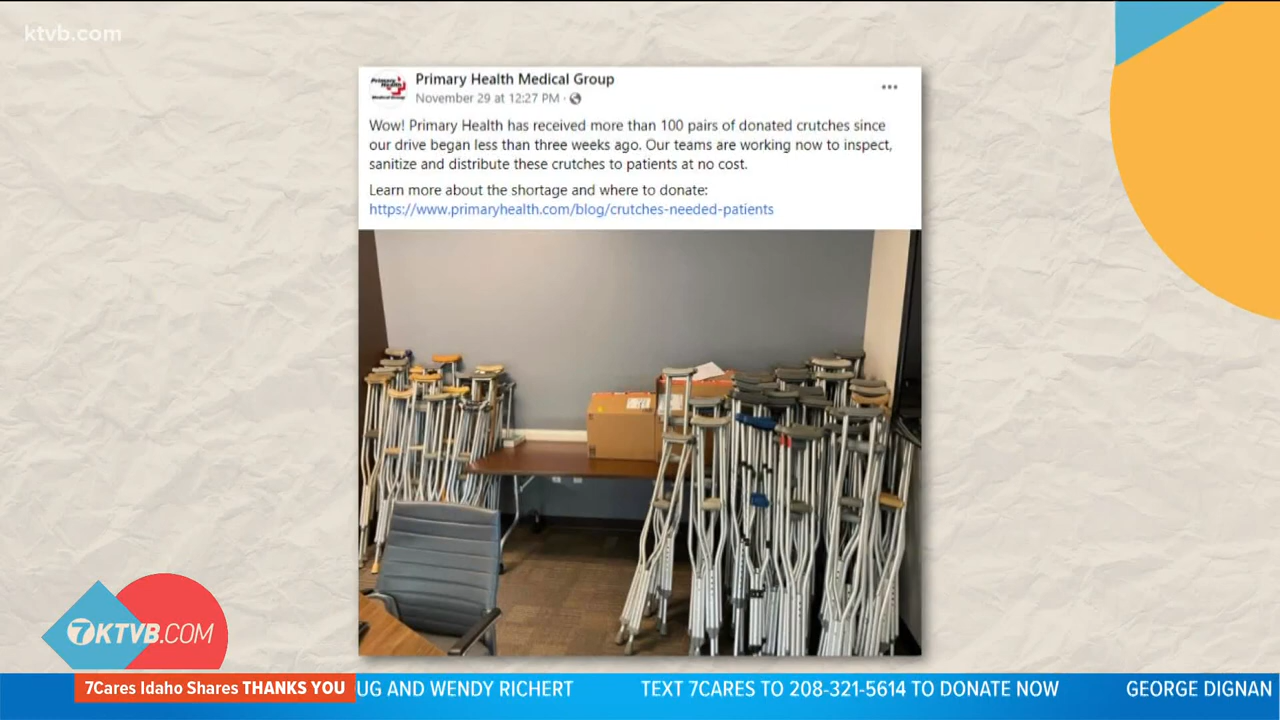 ktvb.com
Primary Health Medical Group
Primary Health
Medical Group
November 29 at 12:27 PM ·
Wow! Primary Health has received more than 100 pairs of donated crutches since
our drive began less than three weeks ago. Our teams are working now to inspect,
sanitize and distribute these crutches to patients at no cost.
Learn more about the shortage and where to donate:
https://www.primaryhealth.com/blog/crutches-needed-patients
7KTVB.COM
7Cares Idaho Shares THANKS YOU
UG AND WENDY RICHERT TEXT 7CARES TO 208-321-5614 TO DONATE NOW GEORGE DIGNAN